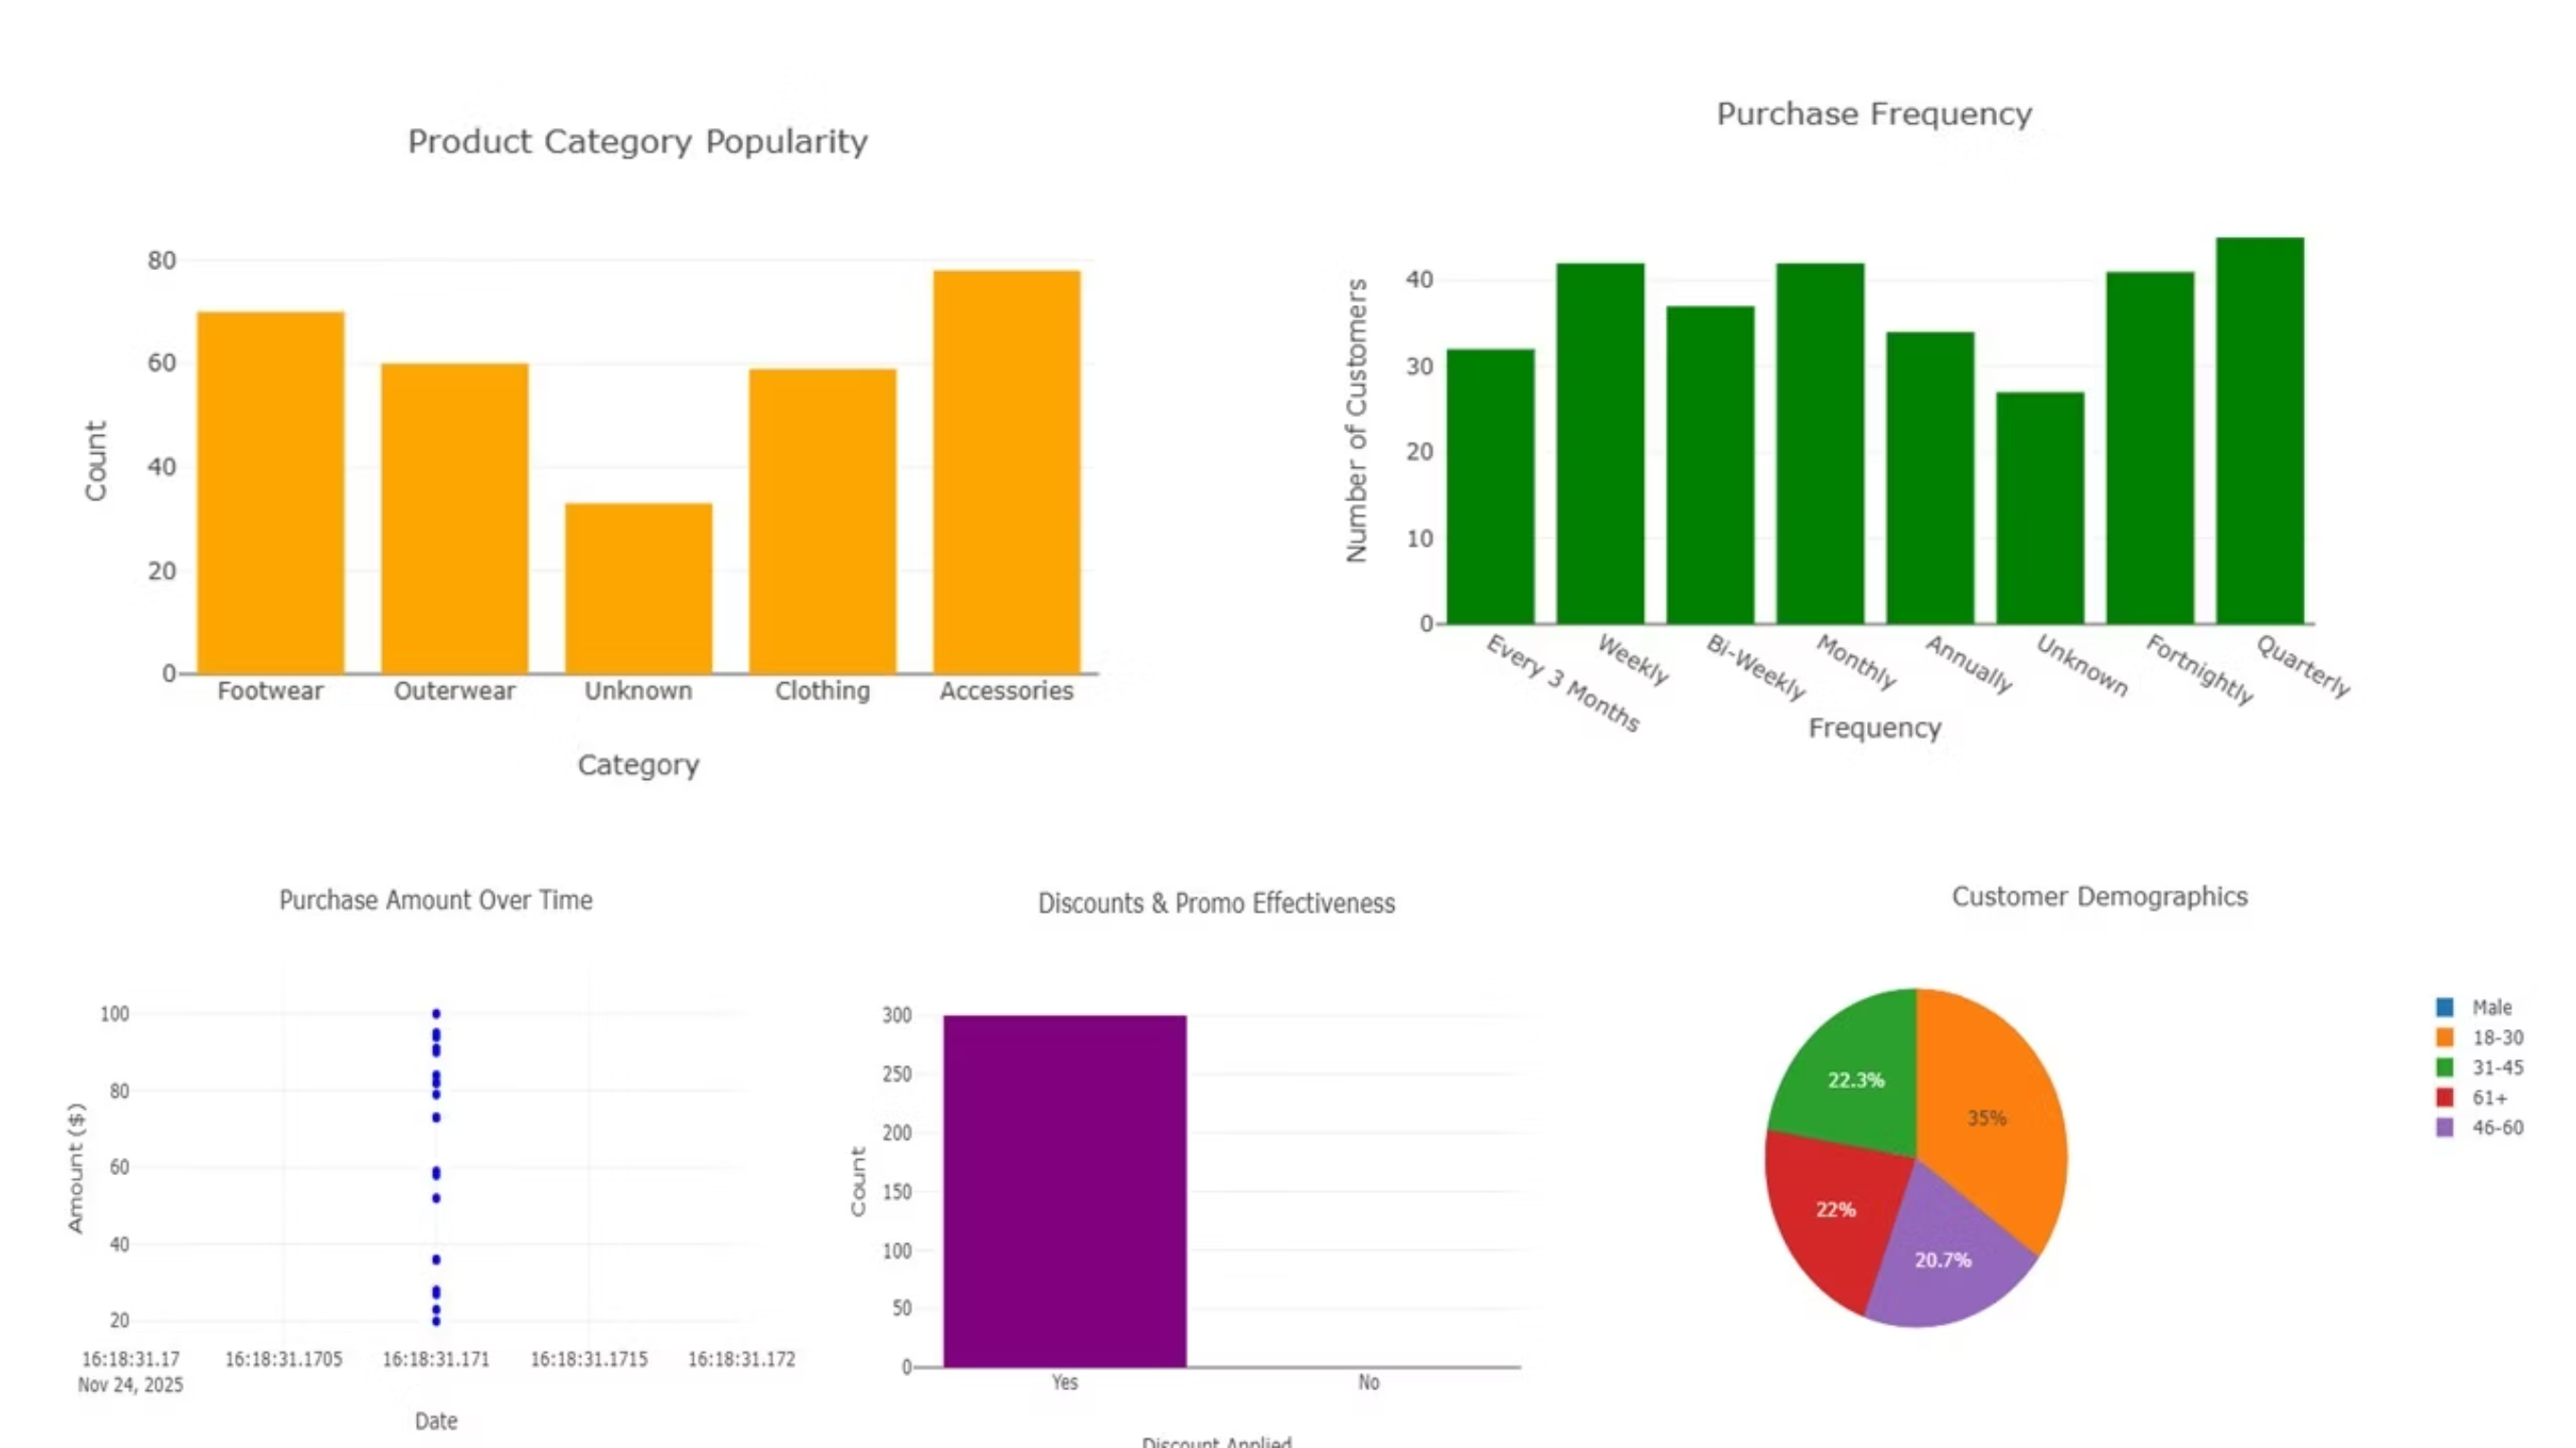 Product Category Popularity
80
60
40
20
0
Count
Footwear Outerwear Unknown Clothing Accessories
Category
Purchase Frequency
40
30
20
10
0
Number of Customers
Every 3 Months Weekly Bi-Weekly Monthly Annually Unknown Fortnightly Quarterly
Frequency
Purchase Amount Over Time
100
80
60
40
20
Amount ($)
16:18:31.17 16:18:31.1705 16:18:31.171 16:18:31.1715 16:18:31.172
Nov 24, 2025
Date
Discounts & Promo Effectiveness
300
250
200
150
100
50
0
Count
Yes No
Discount Applied
Customer Demographics
22.3%
35%
22%
20.7%
Male
18-30
31-45
61+
46-60